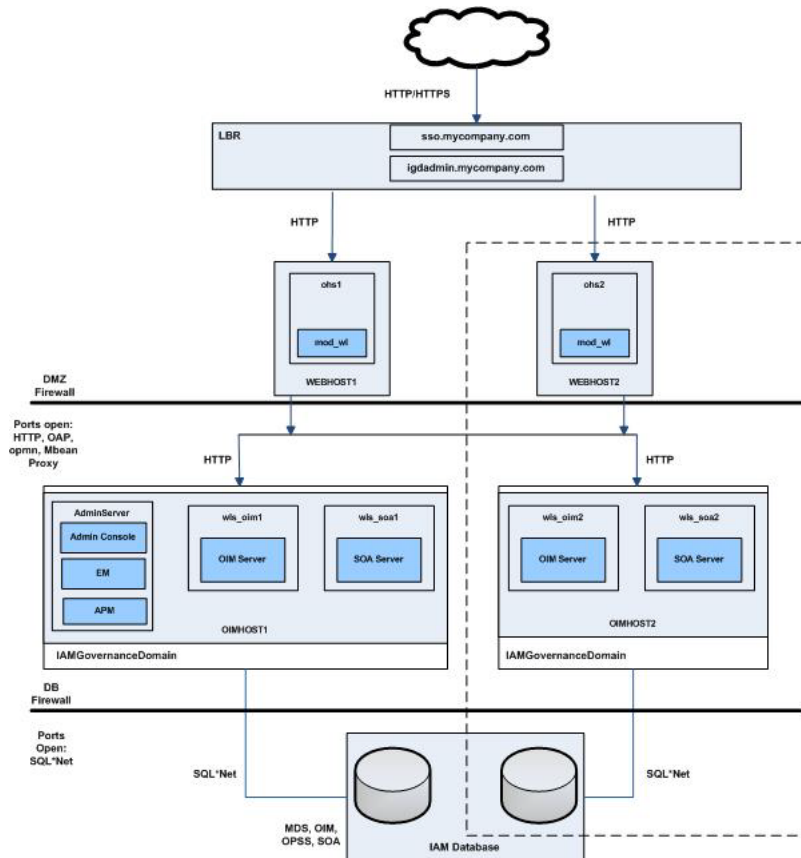 HTTP/HTTPS
LBR
sso.mycompany.com
igdadmin.mycompany.com
HTTP
HTTP
ohs1
mod_wl
WEBHOST1
ohs2
mod_wl
WEBHOST2
DMZ
Firewall
Ports open:
HTTP, OAP,
opmn, Mbean
Proxy
HTTP
HTTP
AdminServer
Admin Console
EM
APM
wls_oim1
OIM Server
wls_soa1
SOA Server
OIMHOST1
IAMGovernanceDomain
wls_oim2
OIM Server
wls_soa2
SOA Server
OIMHOST2
IAMGovernanceDomain
DB
Firewall
Ports
Open:
SQL*Net
SQL*Net
SQL*Net
MDS, OIM,
OPSS, SOA
IAM Database